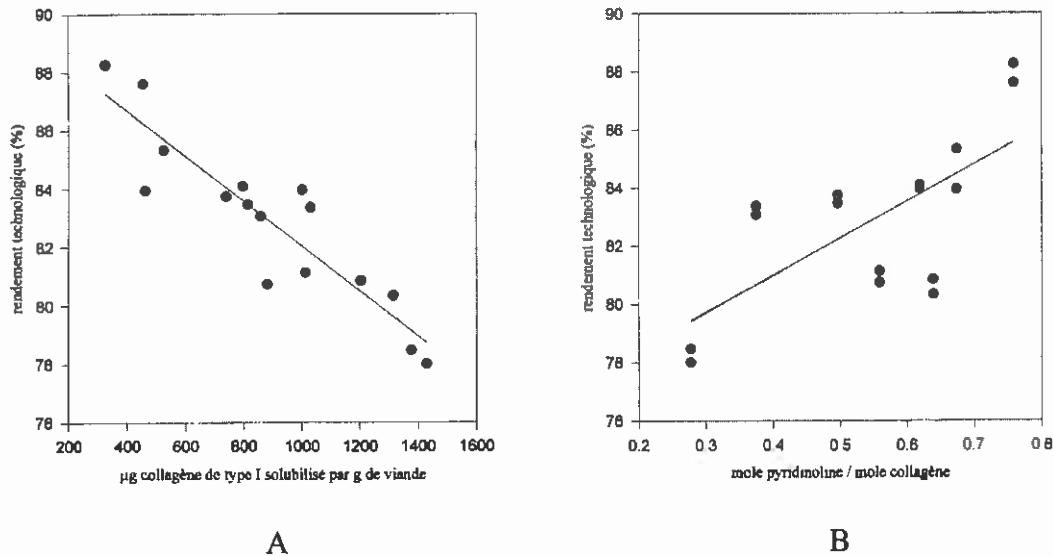 90
88
86
84
82
80
78
76
rendement technologique (%)
200 400 600 800 1000 1200 1400 1600
µg collagène de type I solubilisé par g de viande
A
90
88
86
84
82
80
78
76
rendement technologique (%)
0.2 0.3 0.4 0.5 0.6 0.7 0.8
mole pyridinoline / mole collagène
B